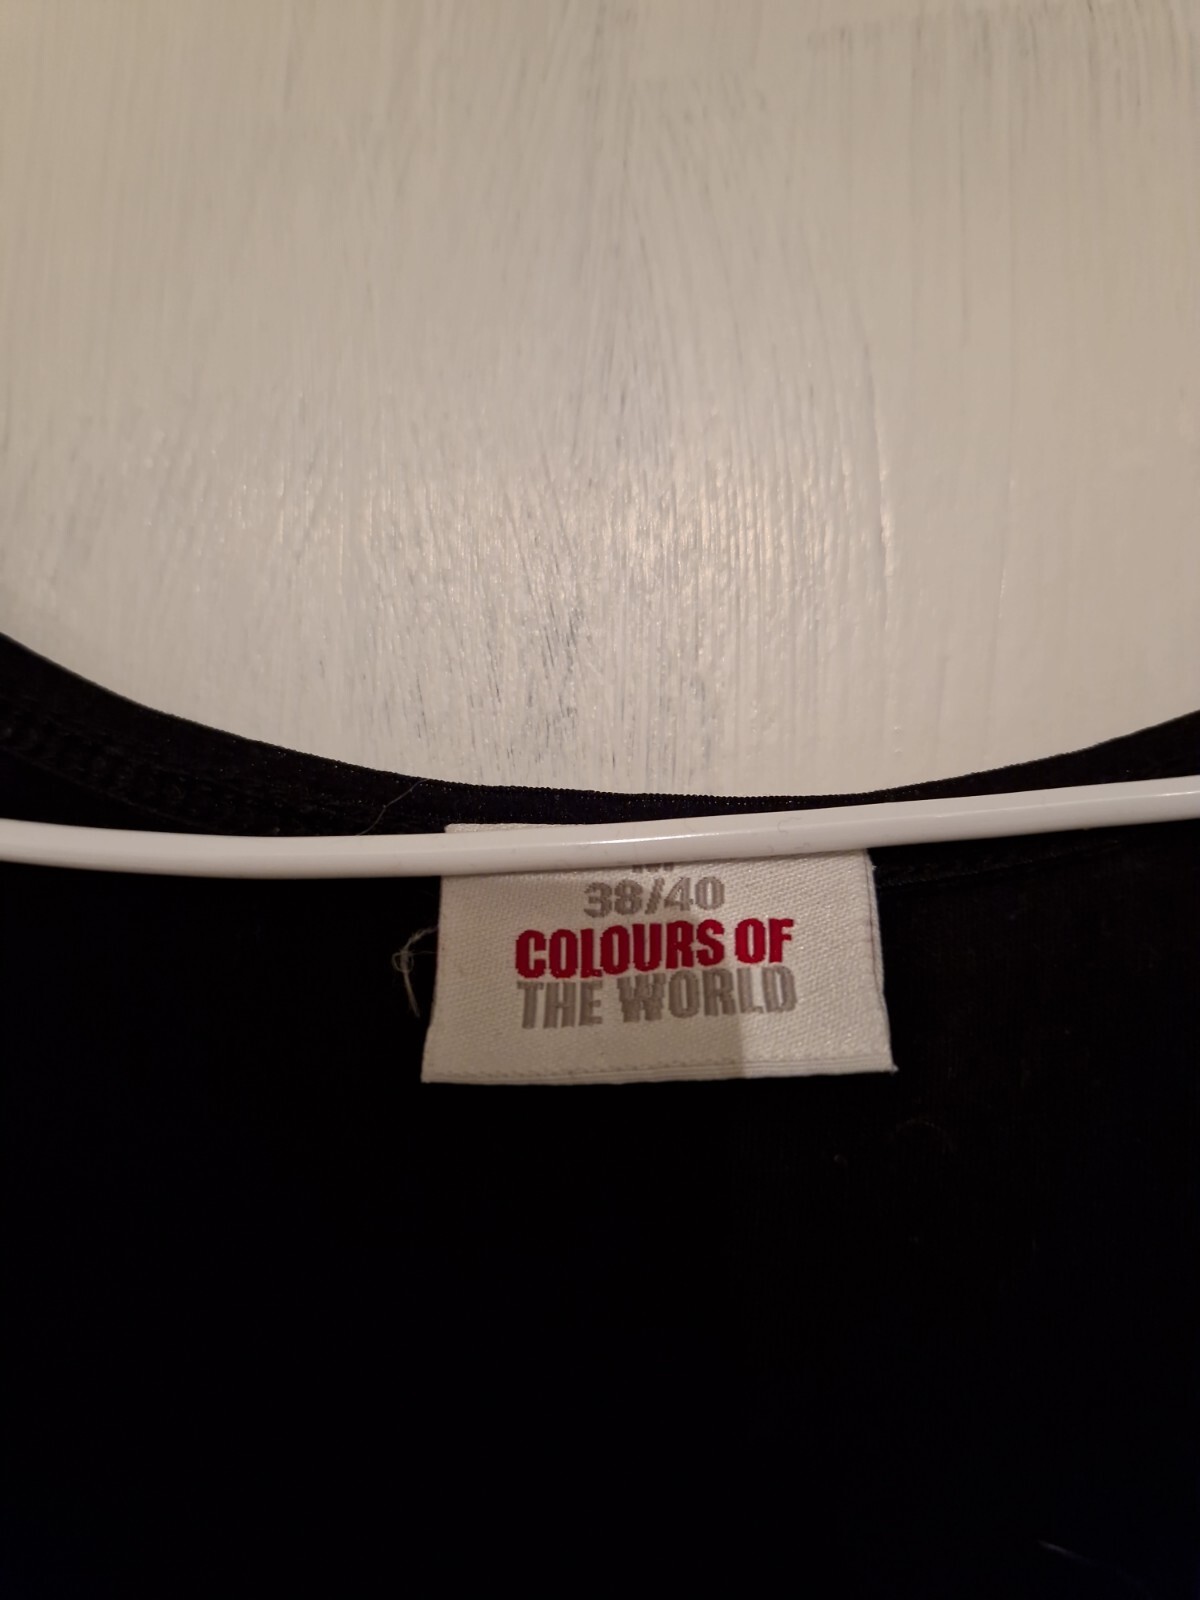 M
38/40
COLOURS OF
THE WORLD